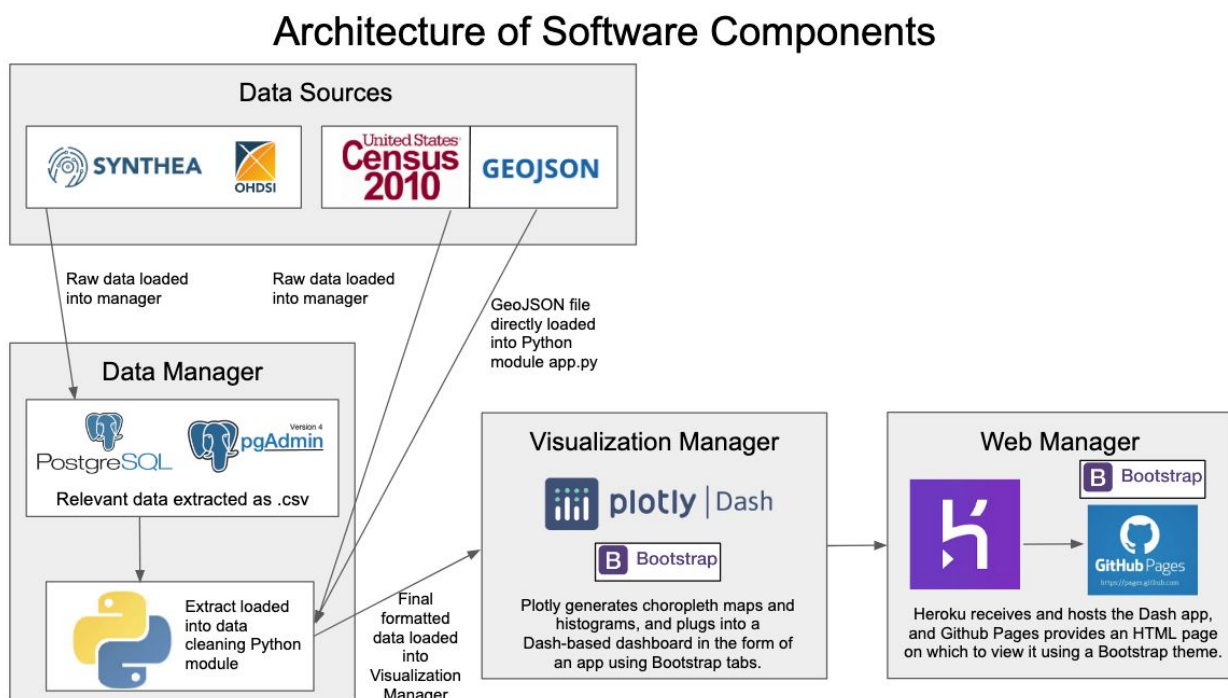 Architecture of Software Components
Data Sources
SYNTHEA
OHDSI
United States
Census
2010
GEOJSON
Raw data loaded
into manager
Raw data loaded
into manager
GeoJSON file
directly loaded
into Python
module app.py
Data Manager
PostgreSQL
Version 4
pgAdmin
Relevant data extracted as .csv
Extract loaded
into data
cleaning Python
module
Final
formatted
data loaded
into
Visualization
Manager
Visualization Manager
plotly | Dash
B Bootstrap
Plotly generates choropleth maps and
histograms, and plugs into a
Dash-based dashboard in the form of
an app using Bootstrap tabs.
Web Manager
B Bootstrap
GitHub Pages
https://pages.github.com
Heroku receives and hosts the Dash app,
and Github Pages provides an HTML page
on which to view it using a Bootstrap theme.